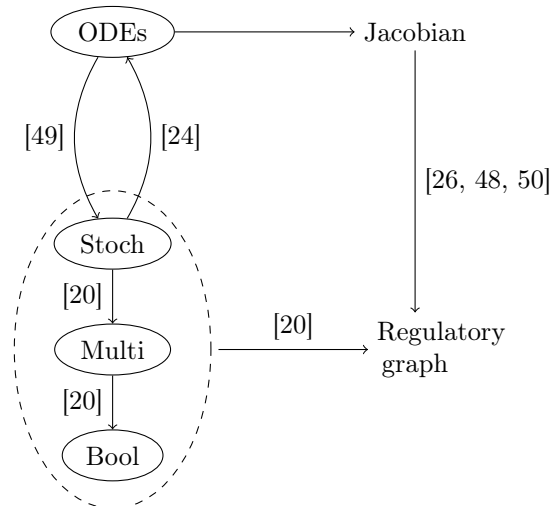 ODEs
Jacobian
[49]
[24]
[26, 48, 50]
Stoch
[20]
[20]
Multi
Regulatory
graph
[20]
Bool